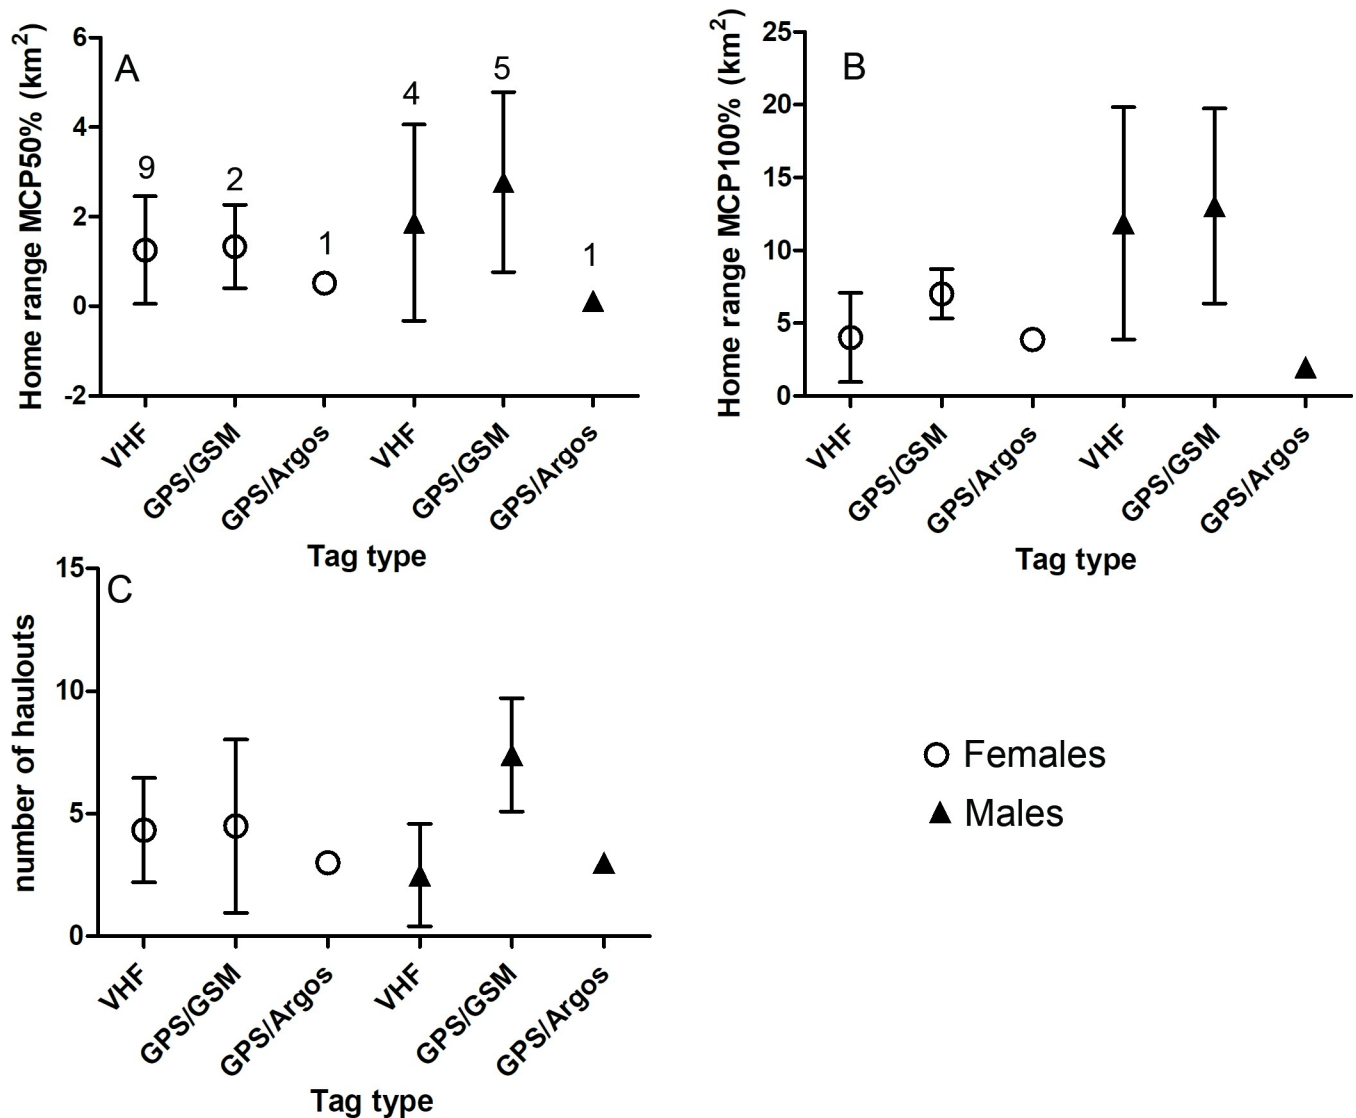 A
Home range MCP50% (km2)
6
4
2
0
-2
9
2
1
4
5
1
VHF
GPS/GSM
GPS/Argos
VHF
GPS/GSM
GPS/Argos
Tag type
B
Home range MCP100% (km2)
25
20
15
10
5
0
VHF
GPS/GSM
GPS/Argos
VHF
GPS/GSM
GPS/Argos
Tag type
C
number of haulouts
15
10
5
0
VHF
GPS/GSM
GPS/Argos
VHF
GPS/GSM
GPS/Argos
Tag type
Females
Males